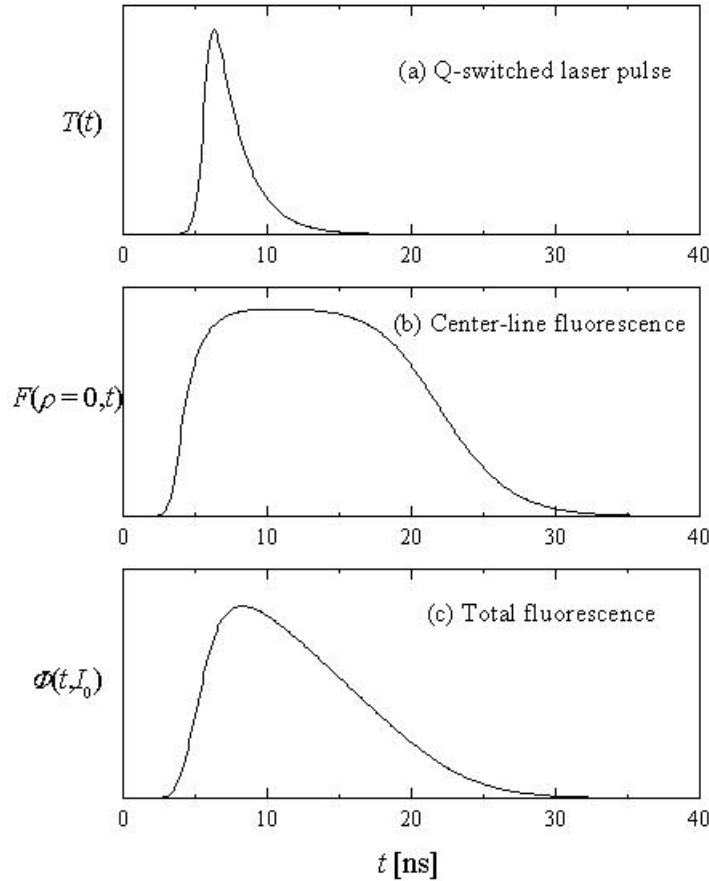 (a) Q-switched laser pulse
T(t)
0 10 20 30 40
(b) Center-line fluorescence
F(ρ = 0,t)
0 10 20 30 40
(c) Total fluorescence
Φ(t,I₀)
0 10 20 30 40
t [ns]